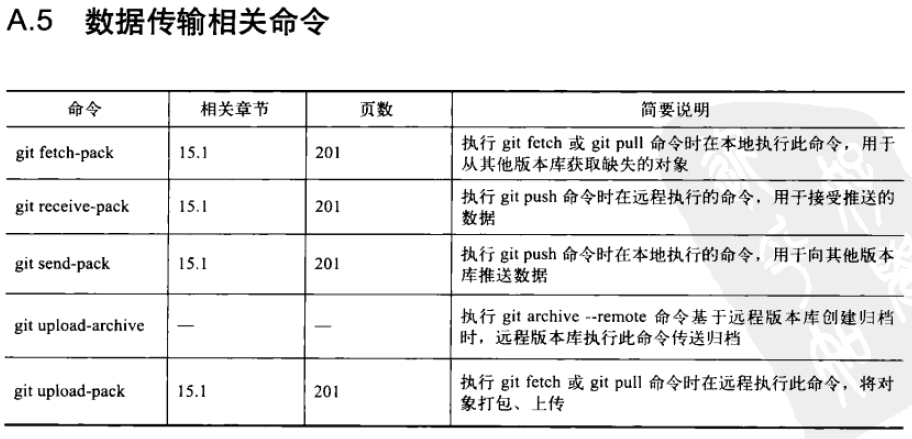 A.5 数据传输相关命令
命令 相关章节 页数 简要说明
git fetch-pack 15.1 201 执行 git fetch 或 git pull 命令时在本地执行此命令，用于
从其他版本库获取缺失的对象
git receive-pack 15.1 201 执行 git push 命令时在远程执行的命令，用于接受推送的
数据
git send-pack 15.1 201 执行 git push 命令时在本地执行的命令，用于向其他版本
库推送数据
git upload-archive — — 执行 git archive --remote 命令基于远程版本库创建归档
时，远程版本库执行此命令传送归档
git upload-pack 15.1 201 执行 git fetch 或 git pull 命令时在远程执行此命令，将对
象打包、上传